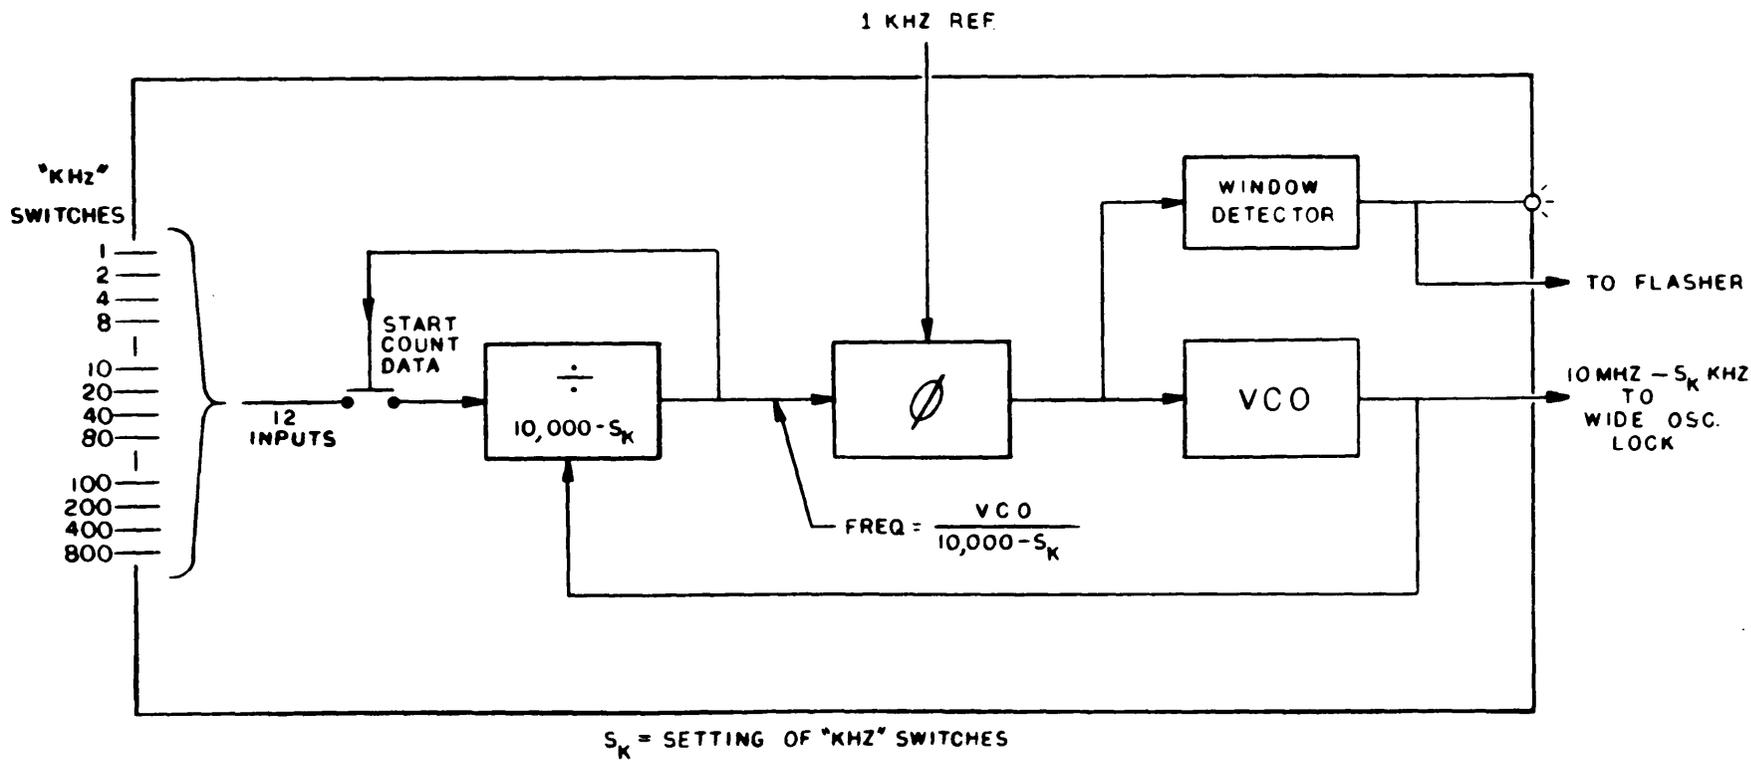 1 KHZ REF.
"KHz"
SWITCHES
1
2
4
8
10
20
40
80
100
200
400
800
12
INPUTS
START
COUNT
DATA
÷
10,000-SK
Ø
FREQ = VCO
10,000-SK
WINDOW
DETECTOR
VCO
TO FLASHER
10 MHZ - SK KHZ
TO
WIDE OSC.
LOCK
SK = SETTING OF "KHZ" SWITCHES